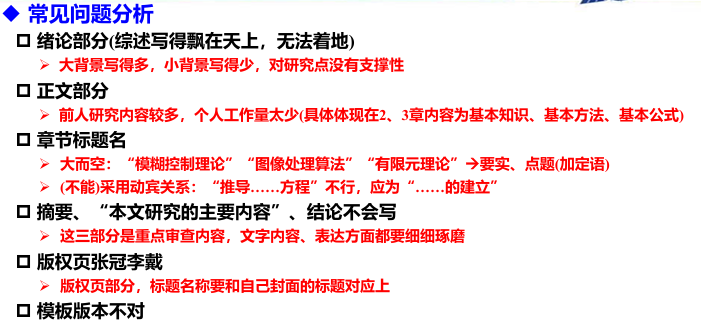 常见问题分析
绪论部分(综述写得飘在天上，无法着地)
大背景写得多，小背景写得少，对研究点没有支撑性
正文部分
前人研究内容较多，个人工作量太少(具体体现在2、3章内容为基本知识、基本方法、基本公式)
章节标题名
大而空：“模糊控制理论”“图像处理算法”“有限元理论”→要实、点题(加定语)
(不能)采用动宾关系：“推导……方程”不行，应为“……的建立”
摘要、“本文研究的主要内容”、结论不会写
这三部分是重点审查内容，文字内容、表达方面都要细细琢磨
版权页张冠李戴
版权页部分，标题名称要和自己封面的标题对应上
模板版本不对